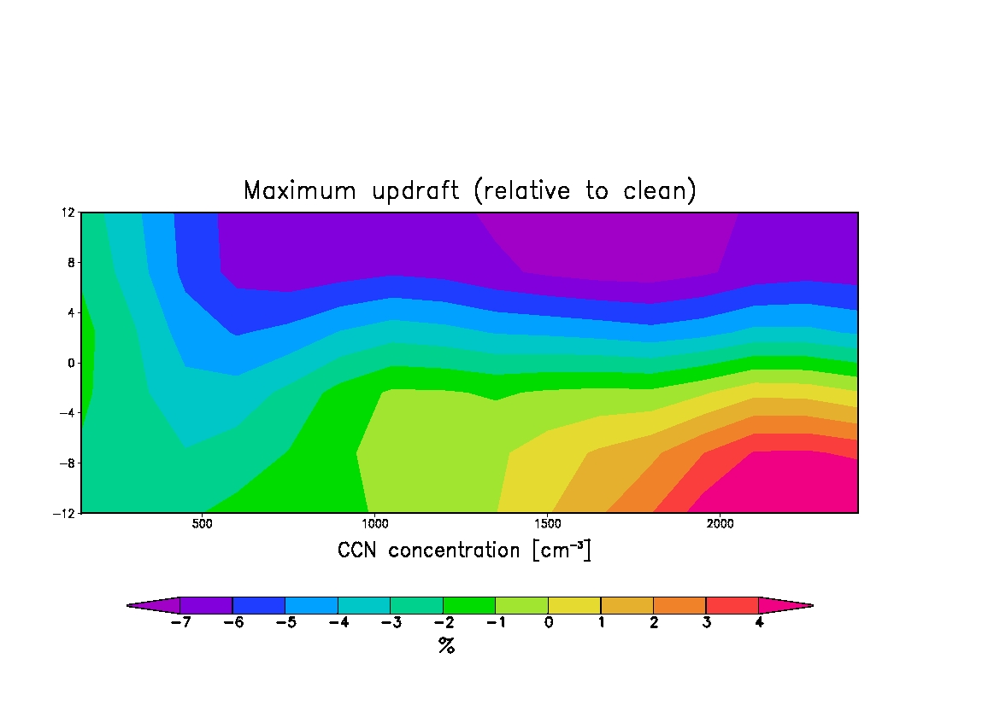 Maximum updraft (relative to clean)
12
8
4
0
−4
−8
−12
500 1000 1500 2000
CCN concentration [cm⁻³]
−7 −6 −5 −4 −3 −2 −1 0 1 2 3 4
%